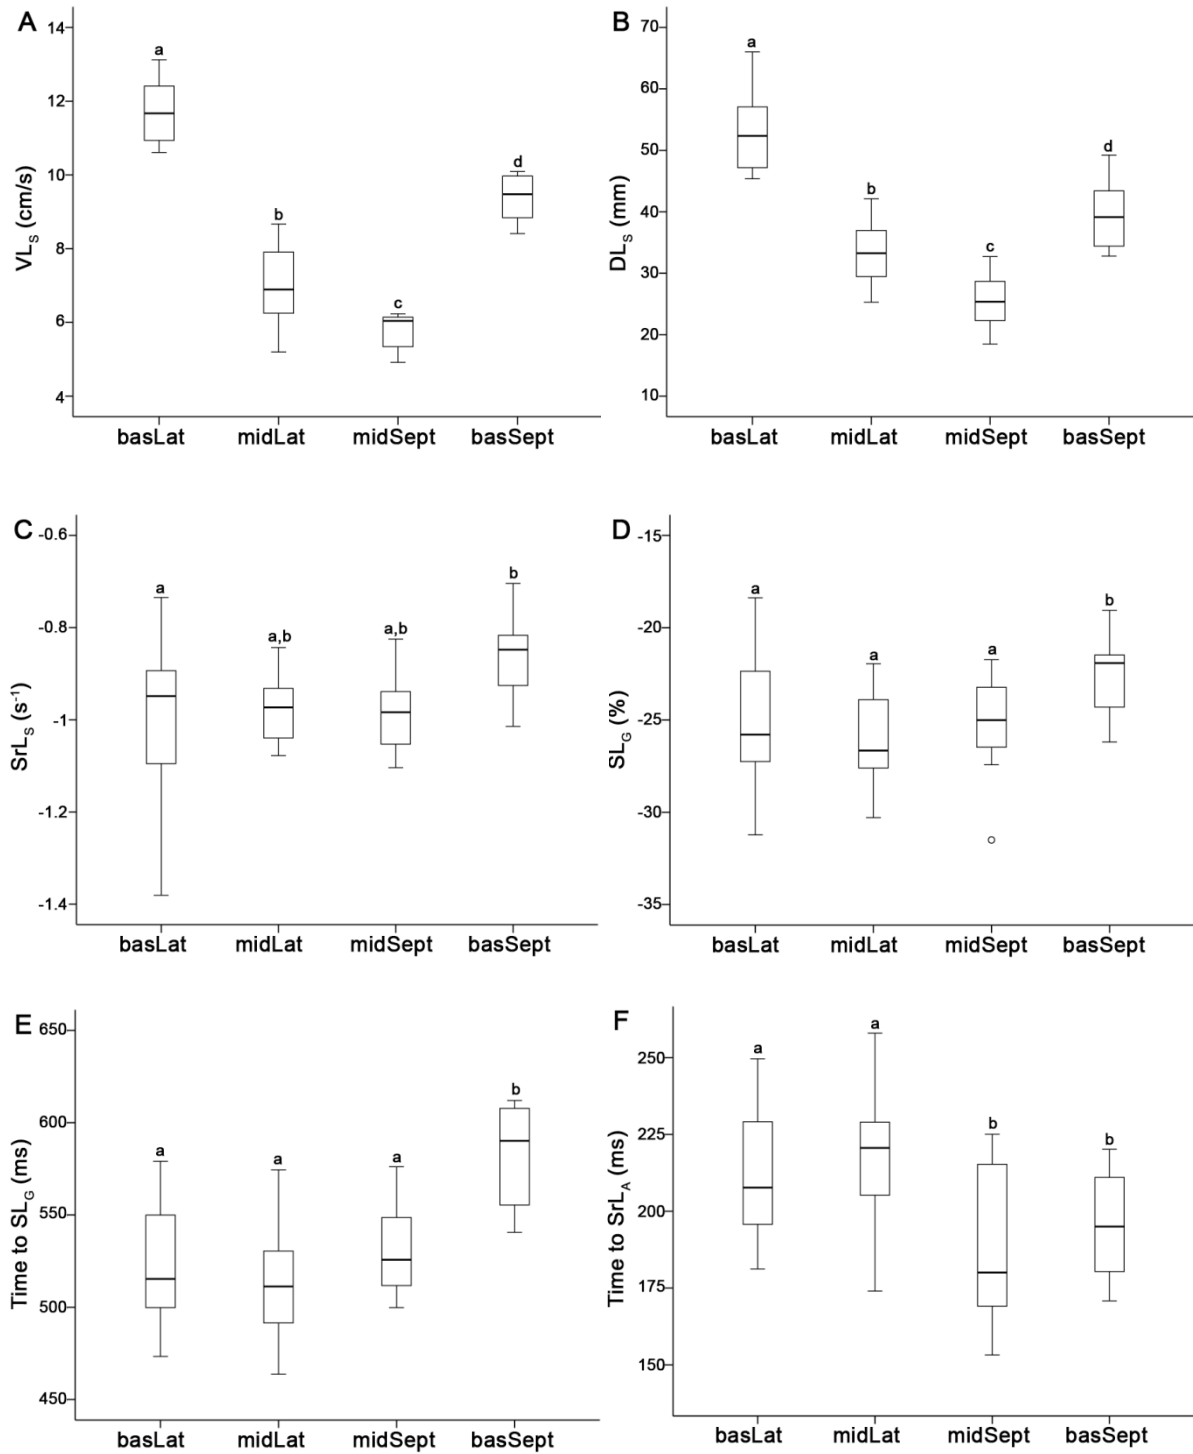 A
VLS (cm/s)
14
12
10
8
6
4
a
b
c
d
basLat midLat midSept basSept
B
DLS (mm)
70
60
50
40
30
20
10
a
b
c
d
basLat midLat midSept basSept
C
SrLS (s-1)
-0.6
-0.8
-1
-1.2
-1.4
a
a,b
a,b
b
basLat midLat midSept basSept
D
SLG (%)
-15
-20
-25
-30
-35
a
a
a
b
basLat midLat midSept basSept
E
Time to SLG (ms)
650
600
550
500
450
a
a
a
b
basLat midLat midSept basSept
F
Time to SrLA (ms)
250
225
200
175
150
a
a
b
b
basLat midLat midSept basSept